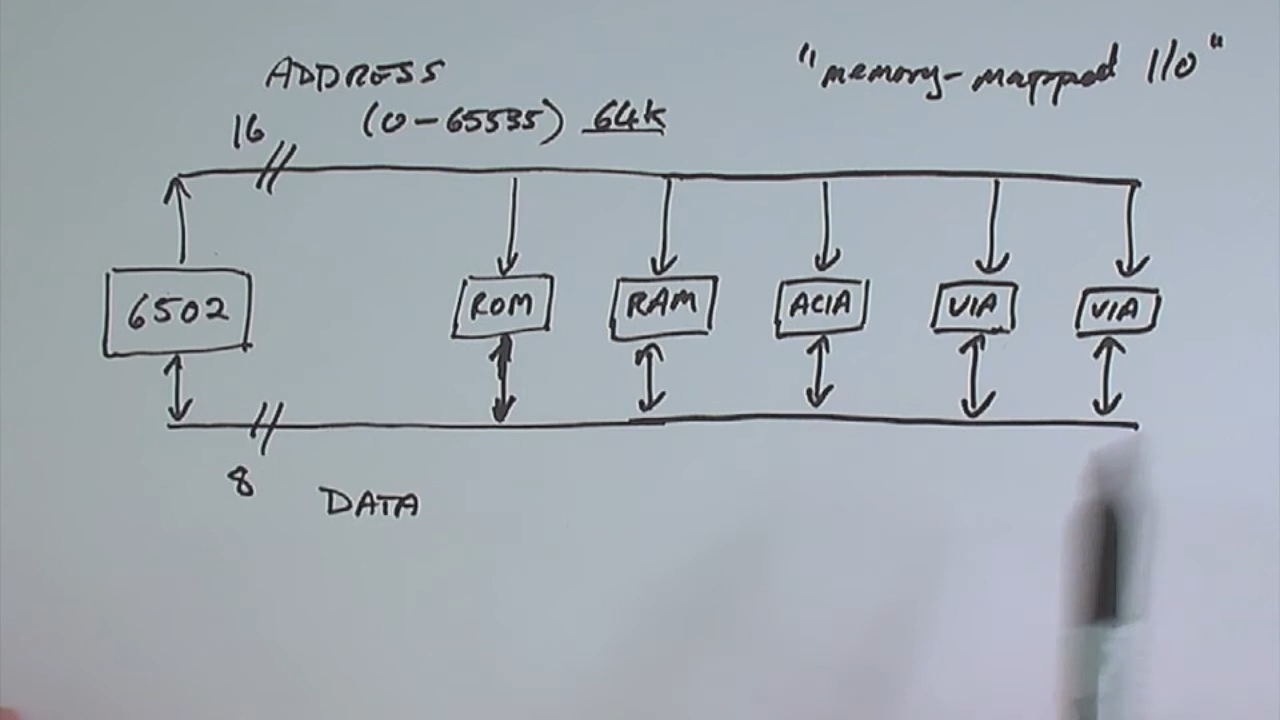 ADDRESS
"memory-mapped I/O"
16 (0-65535) 64k
6502
ROM
RAM
ACIA
VIA
VIA
8
DATA